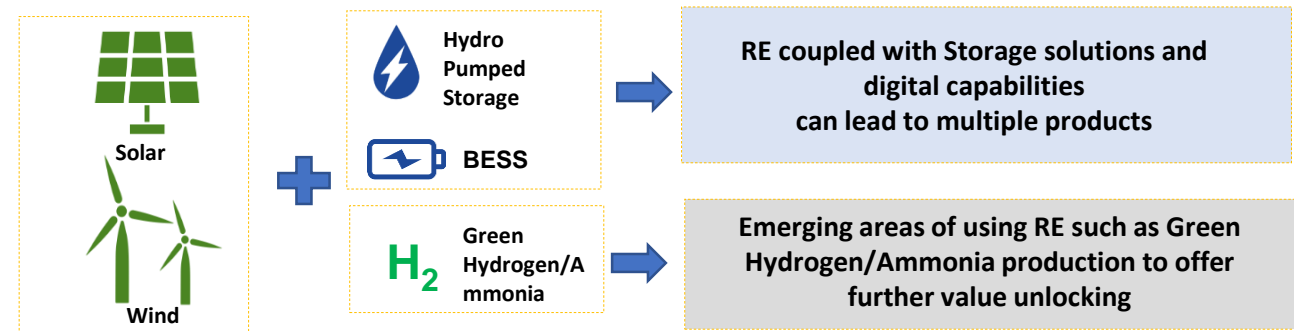 Solar
Wind
Hydro
Pumped
Storage
BESS
H2
Green
Hydrogen/A
mmonia
RE coupled with Storage solutions and
digital capabilities
can lead to multiple products
Emerging areas of using RE such as Green
Hydrogen/Ammonia production to offer
further value unlocking